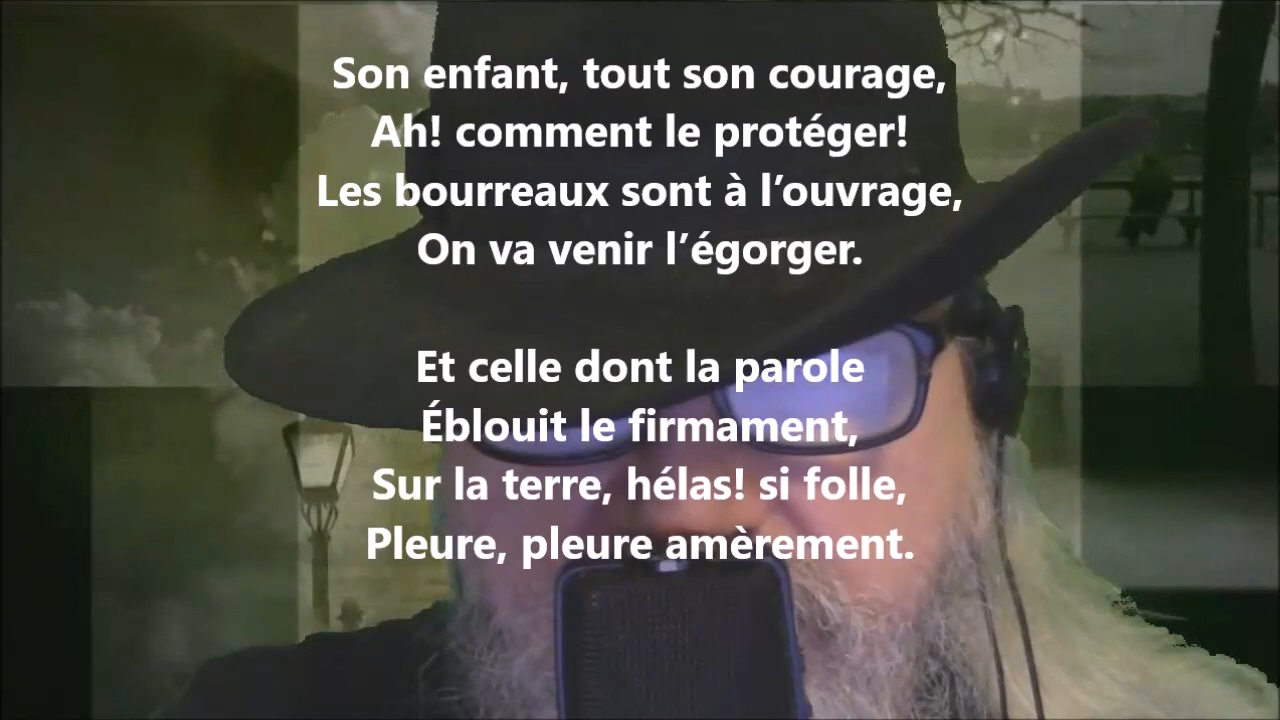 Son enfant, tout son courage,
Ah! comment le protéger!
Les bourreaux sont à l’ouvrage,
On va venir l’égorger.
Et celle dont la parole
Éblouit le firmament,
Sur la terre, hélas! si folle,
Pleure, pleure amèrement.